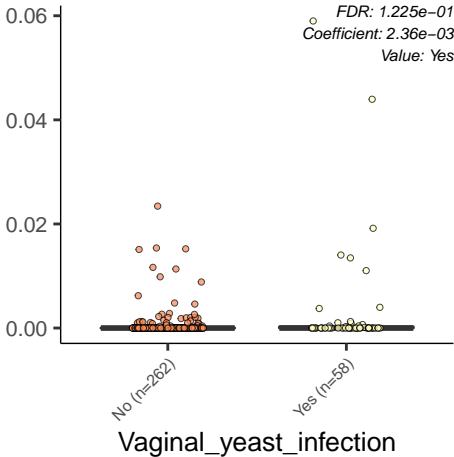 FDR: 1.225e−01
Coefficient: 2.36e−03
Value: Yes
0.06
0.04
0.02
0.00
No (n=262)
Yes (n=58)
Vaginal_yeast_infection